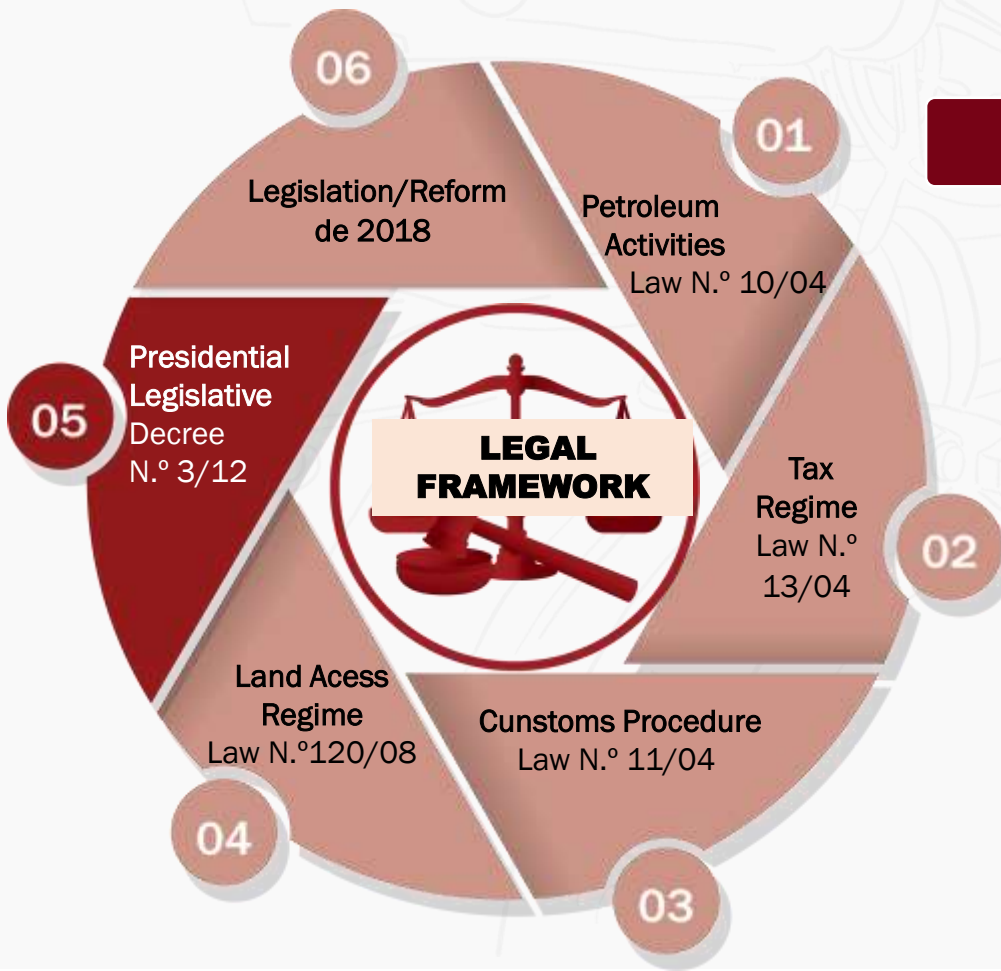 06
Legislation/Reform
de 2018
01
Petroleum
Activities
Law N.º 10/04
02
Tax
Regime
Law N.º
13/04
03
Cunstoms Procedure
Law N.º 11/04
04
Land Acess
Regime
Law N.º120/08
05
Presidential
Legislative
Decree
N.º 3/12
LEGAL
FRAMEWORK